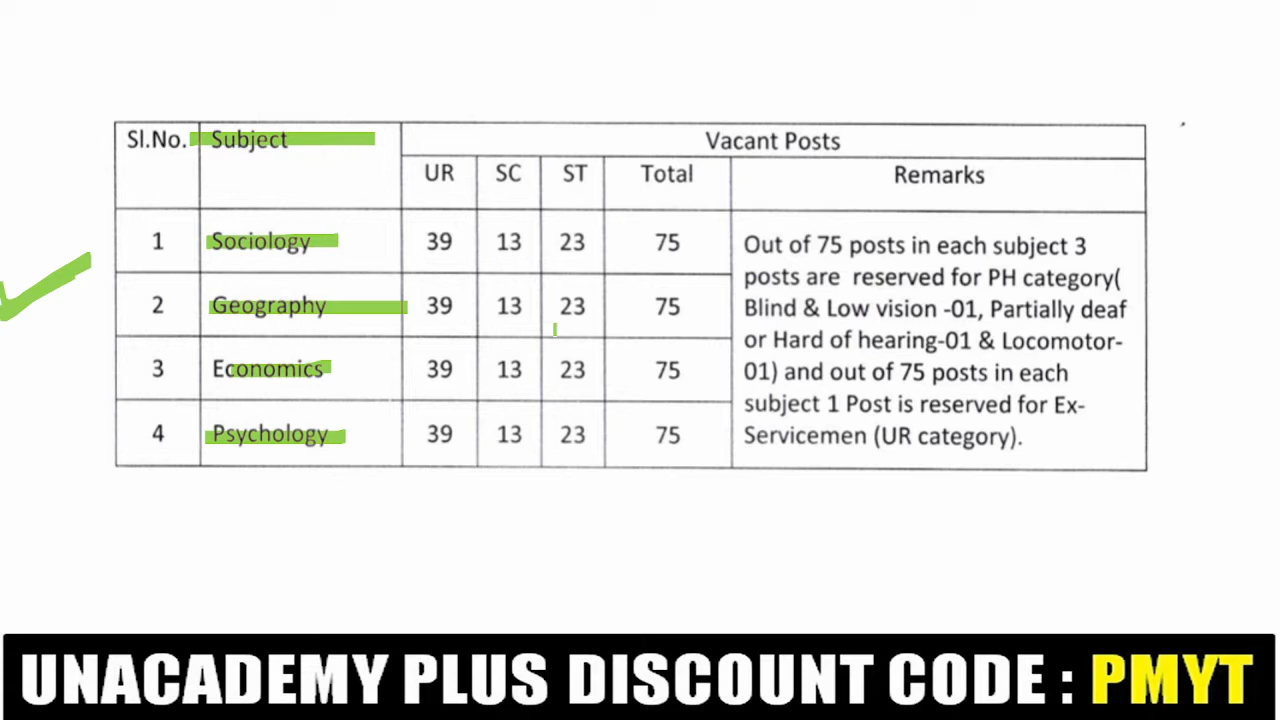 Sl.No. Subject Vacant Posts
UR SC ST Total Remarks
1 Sociology 39 13 23 75
2 Geography 39 13 23 75
3 Economics 39 13 23 75
4 Psychology 39 13 23 75
Out of 75 posts in each subject 3
posts are reserved for PH category(
Blind & Low vision -01, Partially deaf
or Hard of hearing-01 & Locomotor-
01) and out of 75 posts in each
subject 1 Post is reserved for Ex-
Servicemen (UR category).
UNACADEMY PLUS DISCOUNT CODE : PMYT